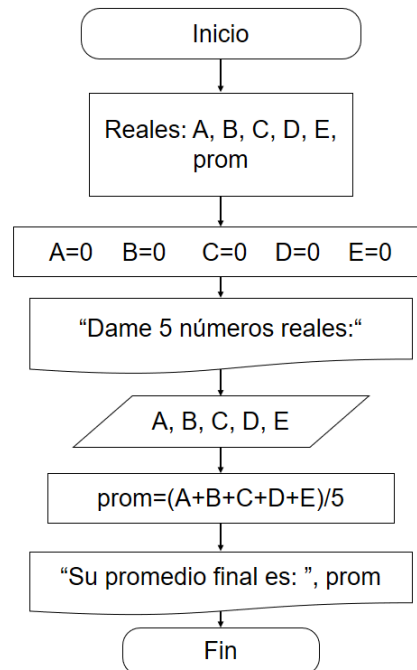 Inicio
Reales: A, B, C, D, E,
prom
A=0 B=0 C=0 D=0 E=0
“Dame 5 números reales:“
A, B, C, D, E
prom=(A+B+C+D+E)/5
“Su promedio final es: ”, prom
Fin